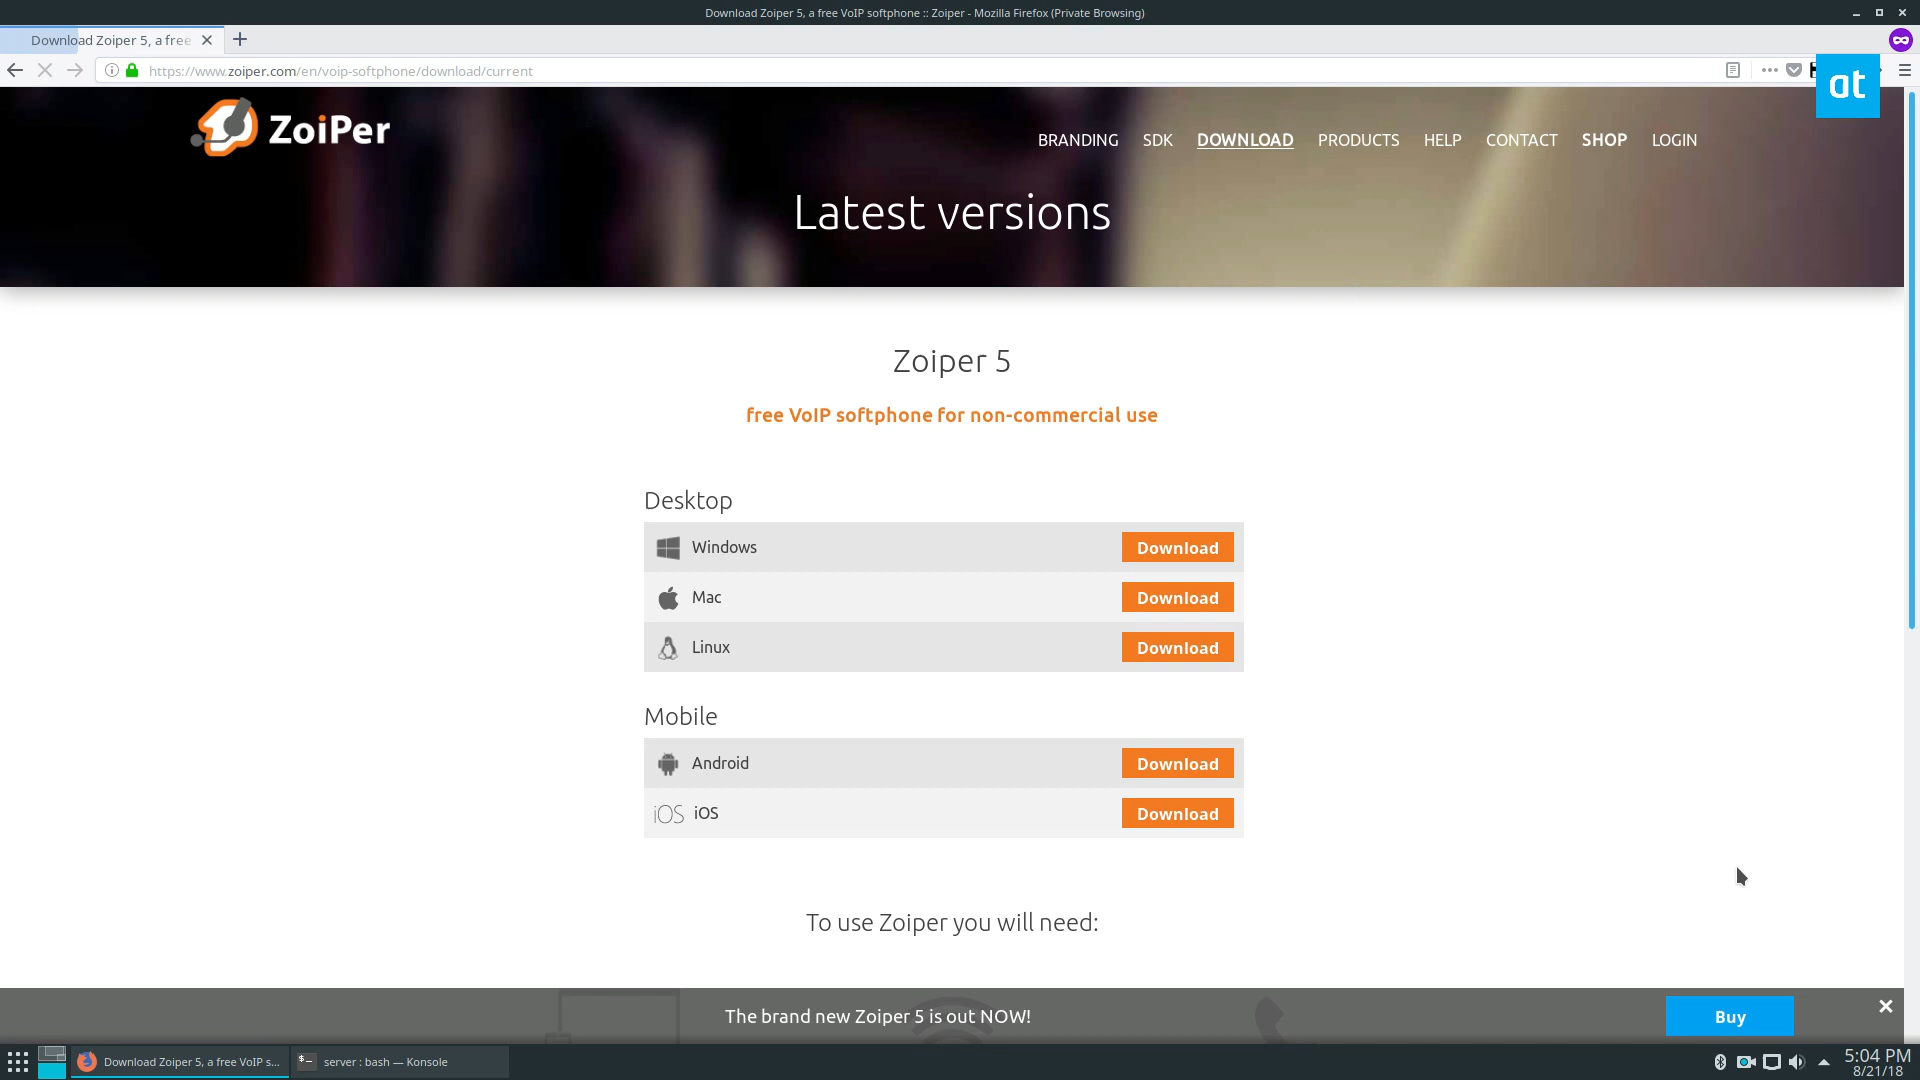 Download Zoiper 5, a free VoIP softphone :: Zoiper - Mozilla Firefox (Private Browsing)
Download Zoiper 5, a free
https://www.zoiper.com/en/voip-softphone/download/current
at
ZoiPer
BRANDING SDK DOWNLOAD PRODUCTS HELP CONTACT SHOP LOGIN
Latest versions
Zoiper 5
free VoIP softphone for non-commercial use
Desktop
Windows Download
Mac Download
Linux Download
Mobile
Android Download
iOS iOS Download
To use Zoiper you will need:
The brand new Zoiper 5 is out NOW! Buy
Download Zoiper 5, a free VoIP s... server : bash — Konsole 5:04 PM
8/21/18